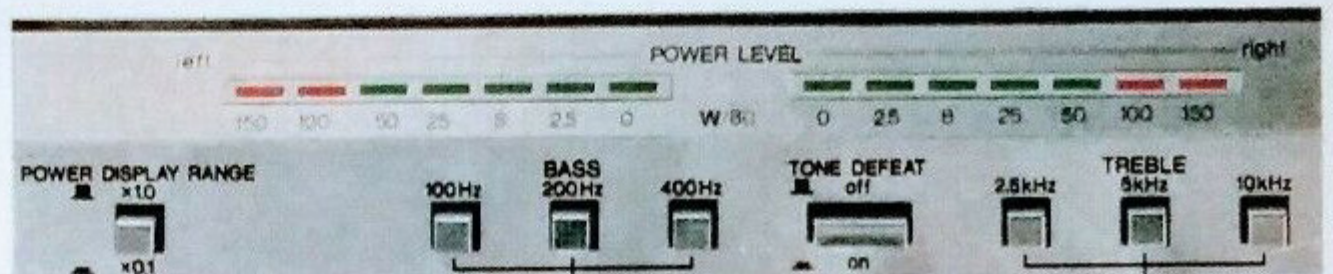 left POWER LEVEL right
150 100 50 25 8 2.5 0 W 8Ω 0 2.5 8 25 50 100 150
POWER DISPLAY RANGE BASS TONE DEFEAT TREBLE
×1.0 100Hz 200Hz 400Hz off 2.5kHz 5kHz 10kHz
×0.1 on